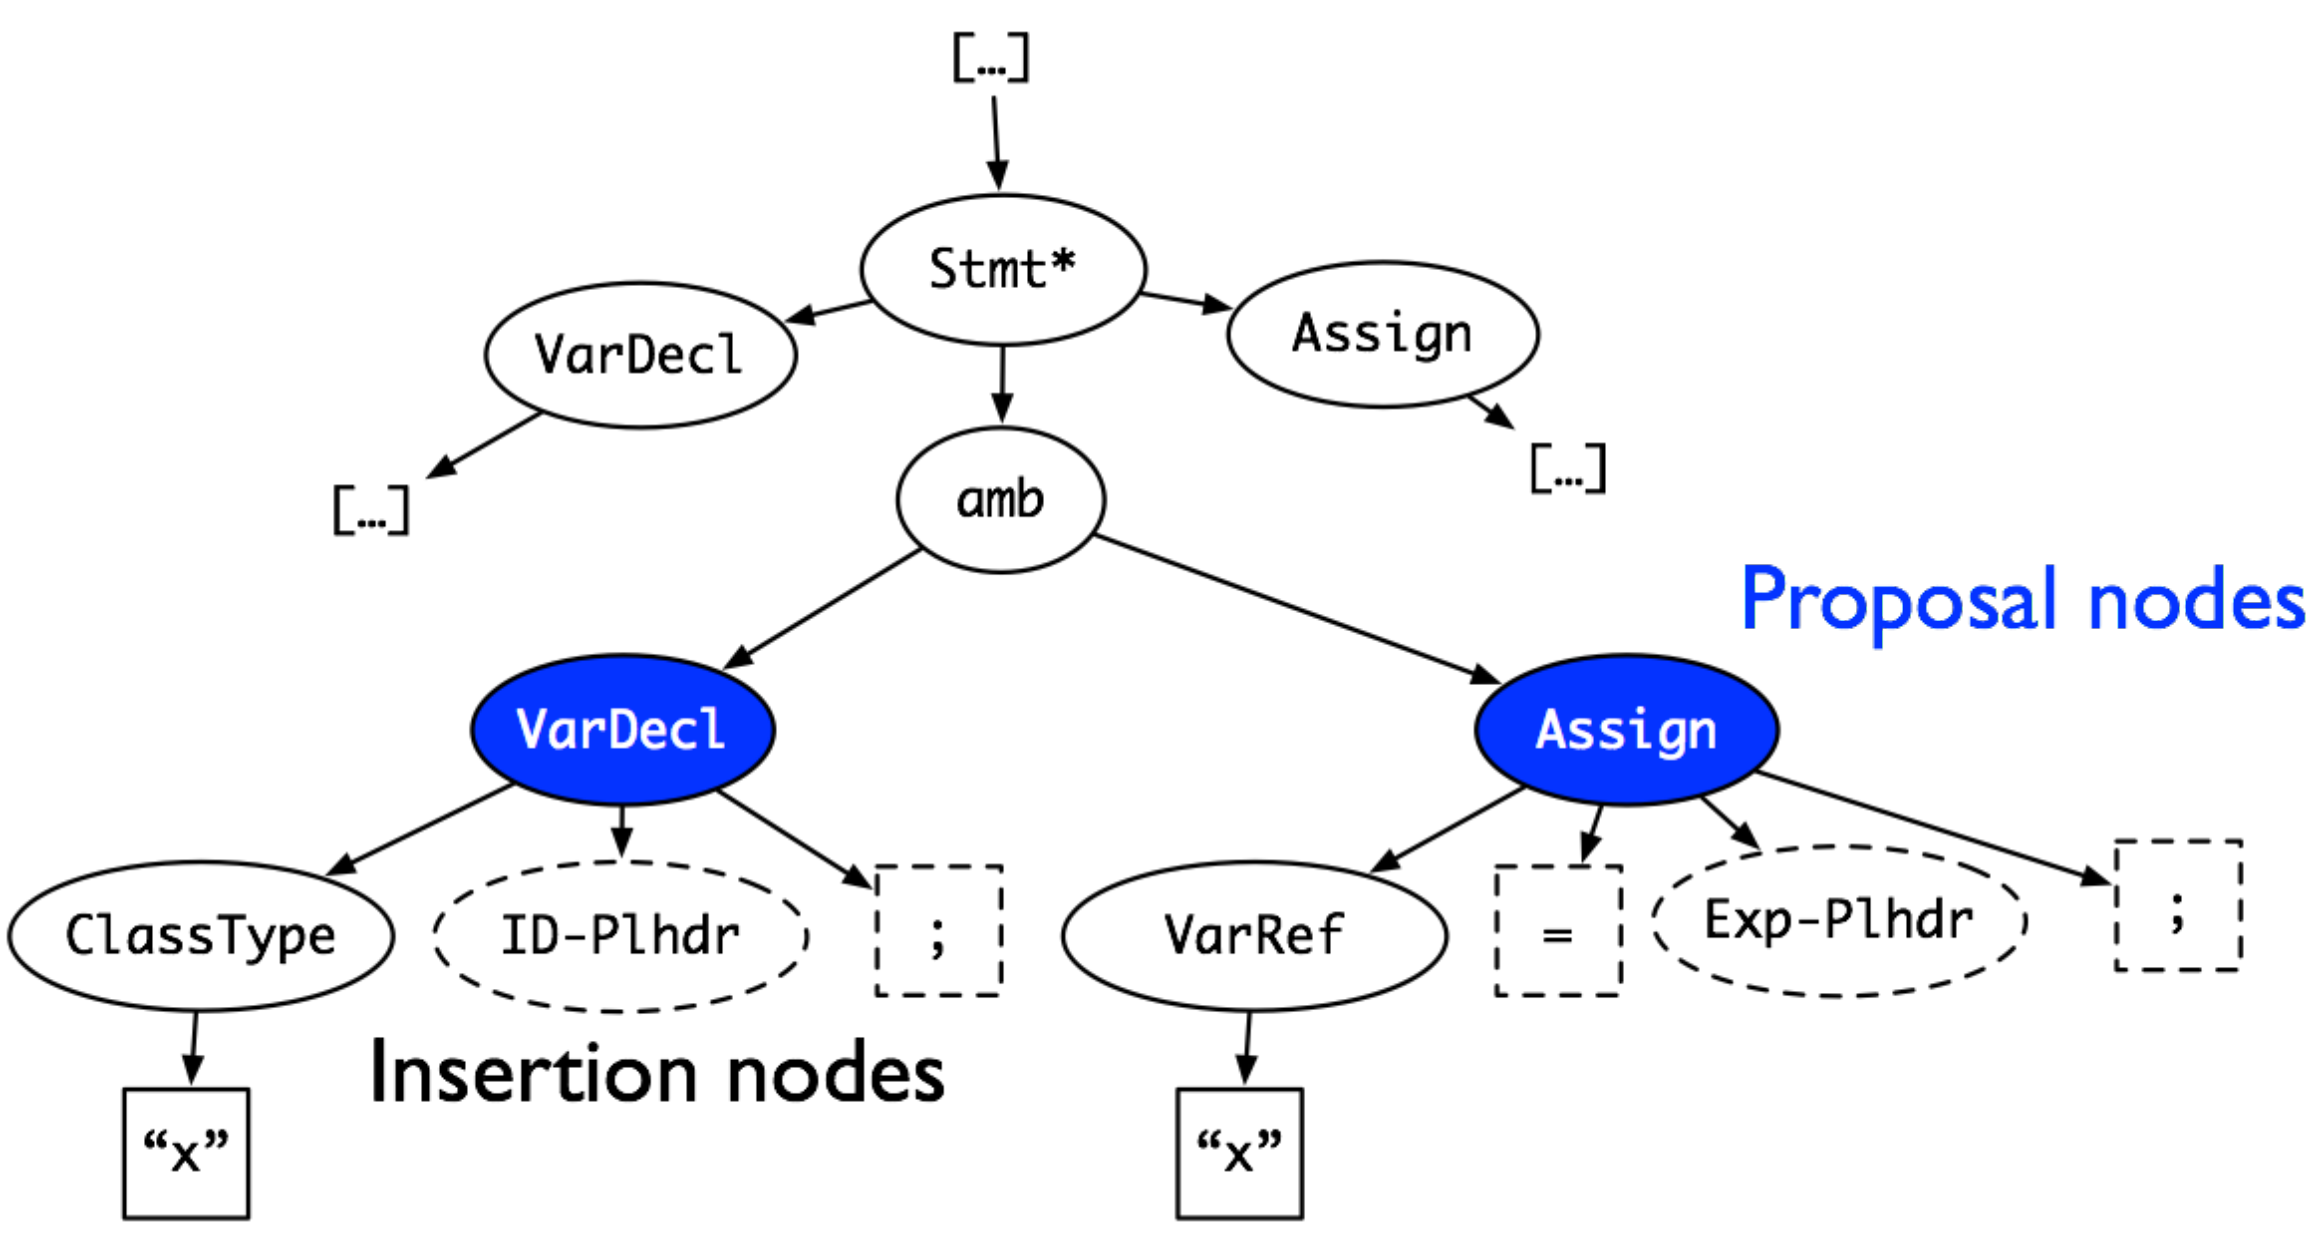 […]
Stmt*
VarDecl
Assign
[…]
[…]
amb
Proposal nodes
VarDecl
Assign
ClassType
ID-Plhdr
;
VarRef
=
Exp-Plhdr
;
Insertion nodes
“x”
“x”